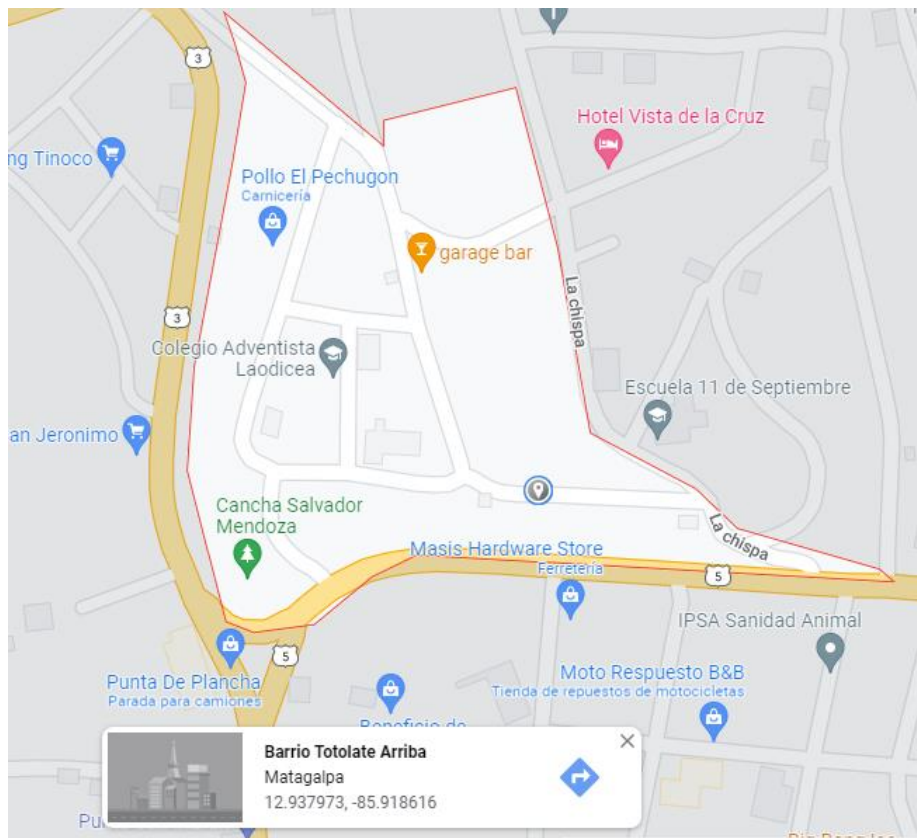 3
Hotel Vista de la Cruz
ng Tinoco
Pollo El Pechugon
Carnicería
garage bar
3
La chispa
Colegio Adventista
Laodicea
Escuela 11 de Septiembre
an Jeronimo
Cancha Salvador
Mendoza
La chispa
Masis Hardware Store
Ferretería
5
IPSA Sanidad Animal
5
Punta De Plancha
Parada para camiones
Moto Respuesto B&B
Tienda de repuestos de motocicletas
Beneficio de
Barrio Totolate Arriba
Matagalpa
12.937973, -85.918616